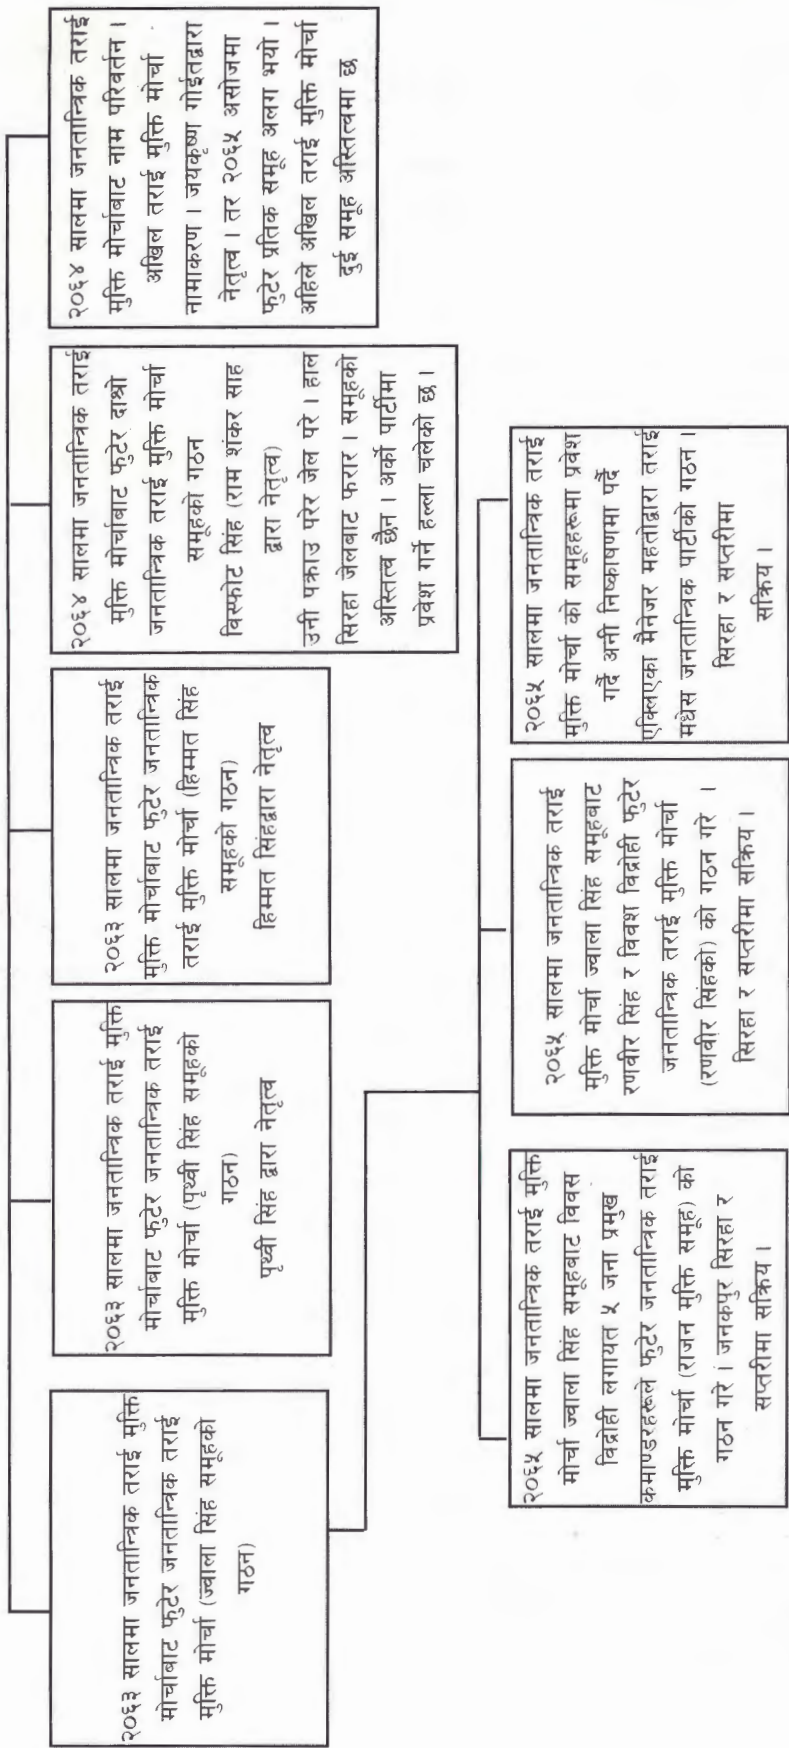 २०६३ सालमा जनतान्त्रिक तराई मुक्ति
मोर्चाबाट फुटेर जनतान्त्रिक तराई
मुक्ति मोर्चा (ज्वाला सिंह समूहको
गठन)
२०६३ सालमा जनतान्त्रिक तराई मुक्ति
मोर्चाबाट फुटेर जनतान्त्रिक तराई
मुक्ति मोर्चा (पृथ्वी सिंह समूहको
गठन)
पृथ्वी सिंह द्वारा नेतृत्व
२०६३ सालमा जनतान्त्रिक तराई
मुक्ति मोर्चाबाट फुटेर जनतान्त्रिक
तराई मुक्ति मोर्चा (हिम्मत सिंह
समूहको गठन)
हिम्मत सिंहद्वारा नेतृत्व
२०६४ सालमा जनतान्त्रिक तराई
मुक्ति मोर्चाबाट फुटेर दाश्रो
जनतान्त्रिक तराई मुक्ति मोर्चा
समूहको गठन
विस्फोट सिंह (राम शंकर साह
द्वारा नेतृत्व)
उनी पक्राउ परेर जेल परे । हाल
सिरहा जेलबाट फरार । समूहको
अस्तित्व छैन । अर्को पार्टीमा
प्रवेश गर्ने हल्ला चलेको छ ।
२०६४ सालमा जनतान्त्रिक तराई
मुक्ति मोर्चाबाट नाम परिवर्तन ।
अखिल तराई मुक्ति मोर्चा
नामाकरण । जयकृष्ण गोईतद्वारा
नेतृत्व । तर २०६५ असोजमा
फुटेर प्रतिक समूह अलग भयो ।
अहिले अखिल तराई मुक्ति मोर्चा
दुई समूह अस्तित्वमा छ
२०६५ सालमा जनतान्त्रिक तराई मुक्ति
मोर्चा ज्वाला सिंह समूहबाट विवस
विद्रोही लगायत ५ जना प्रमुख
कमाण्डरहरूले फुटेर जनतान्त्रिक तराई
मुक्ति मोर्चा (राजन मुक्ति समूह) को
गठन गरे । जनकपुर सिरहा र
सप्तरीमा सक्रिय ।
२०६५ सालमा जनतान्त्रिक तराई
मुक्ति मोर्चा ज्वाला सिंह समूहबाट
रणवीर सिंह र विवश विद्रोही फुटेर
जनतान्त्रिक तराई मुक्ति मोर्चा
(रणवीर सिंहको) को गठन गरे ।
सिरहा र सप्तरीमा सक्रिय ।
२०६५ सालमा जनतान्त्रिक तराई
मुक्ति मोर्चा को समूहहरूमा प्रवेश
गर्दै अनी निष्काषणमा पर्दै
एक्लिएका मैनेजर महतोद्वारा तराई
मधेस जनतान्त्रिक पार्टीको गठन ।
सिरहा र सप्तरीमा
सक्रिय ।